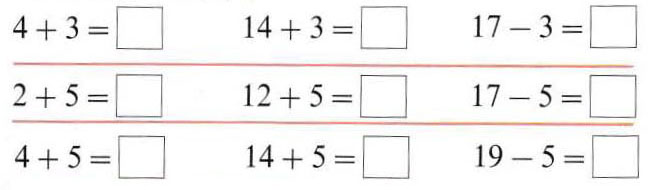 4 + 3 = □ 14 + 3 = □ 17 − 3 = □
2 + 5 = □ 12 + 5 = □ 17 − 5 = □
4 + 5 = □ 14 + 5 = □ 19 − 5 = □